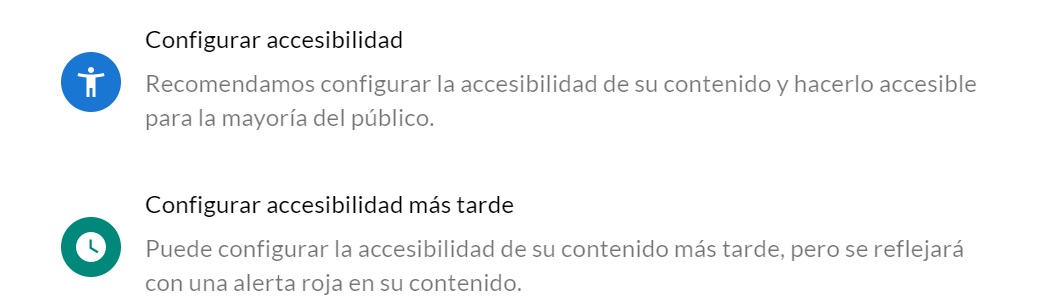 Configurar accesibilidad
Recomendamos configurar la accesibilidad de su contenido y hacerlo accesible
para la mayoría del público.
Configurar accesibilidad más tarde
Puede configurar la accesibilidad de su contenido más tarde, pero se reflejará
con una alerta roja en su contenido.